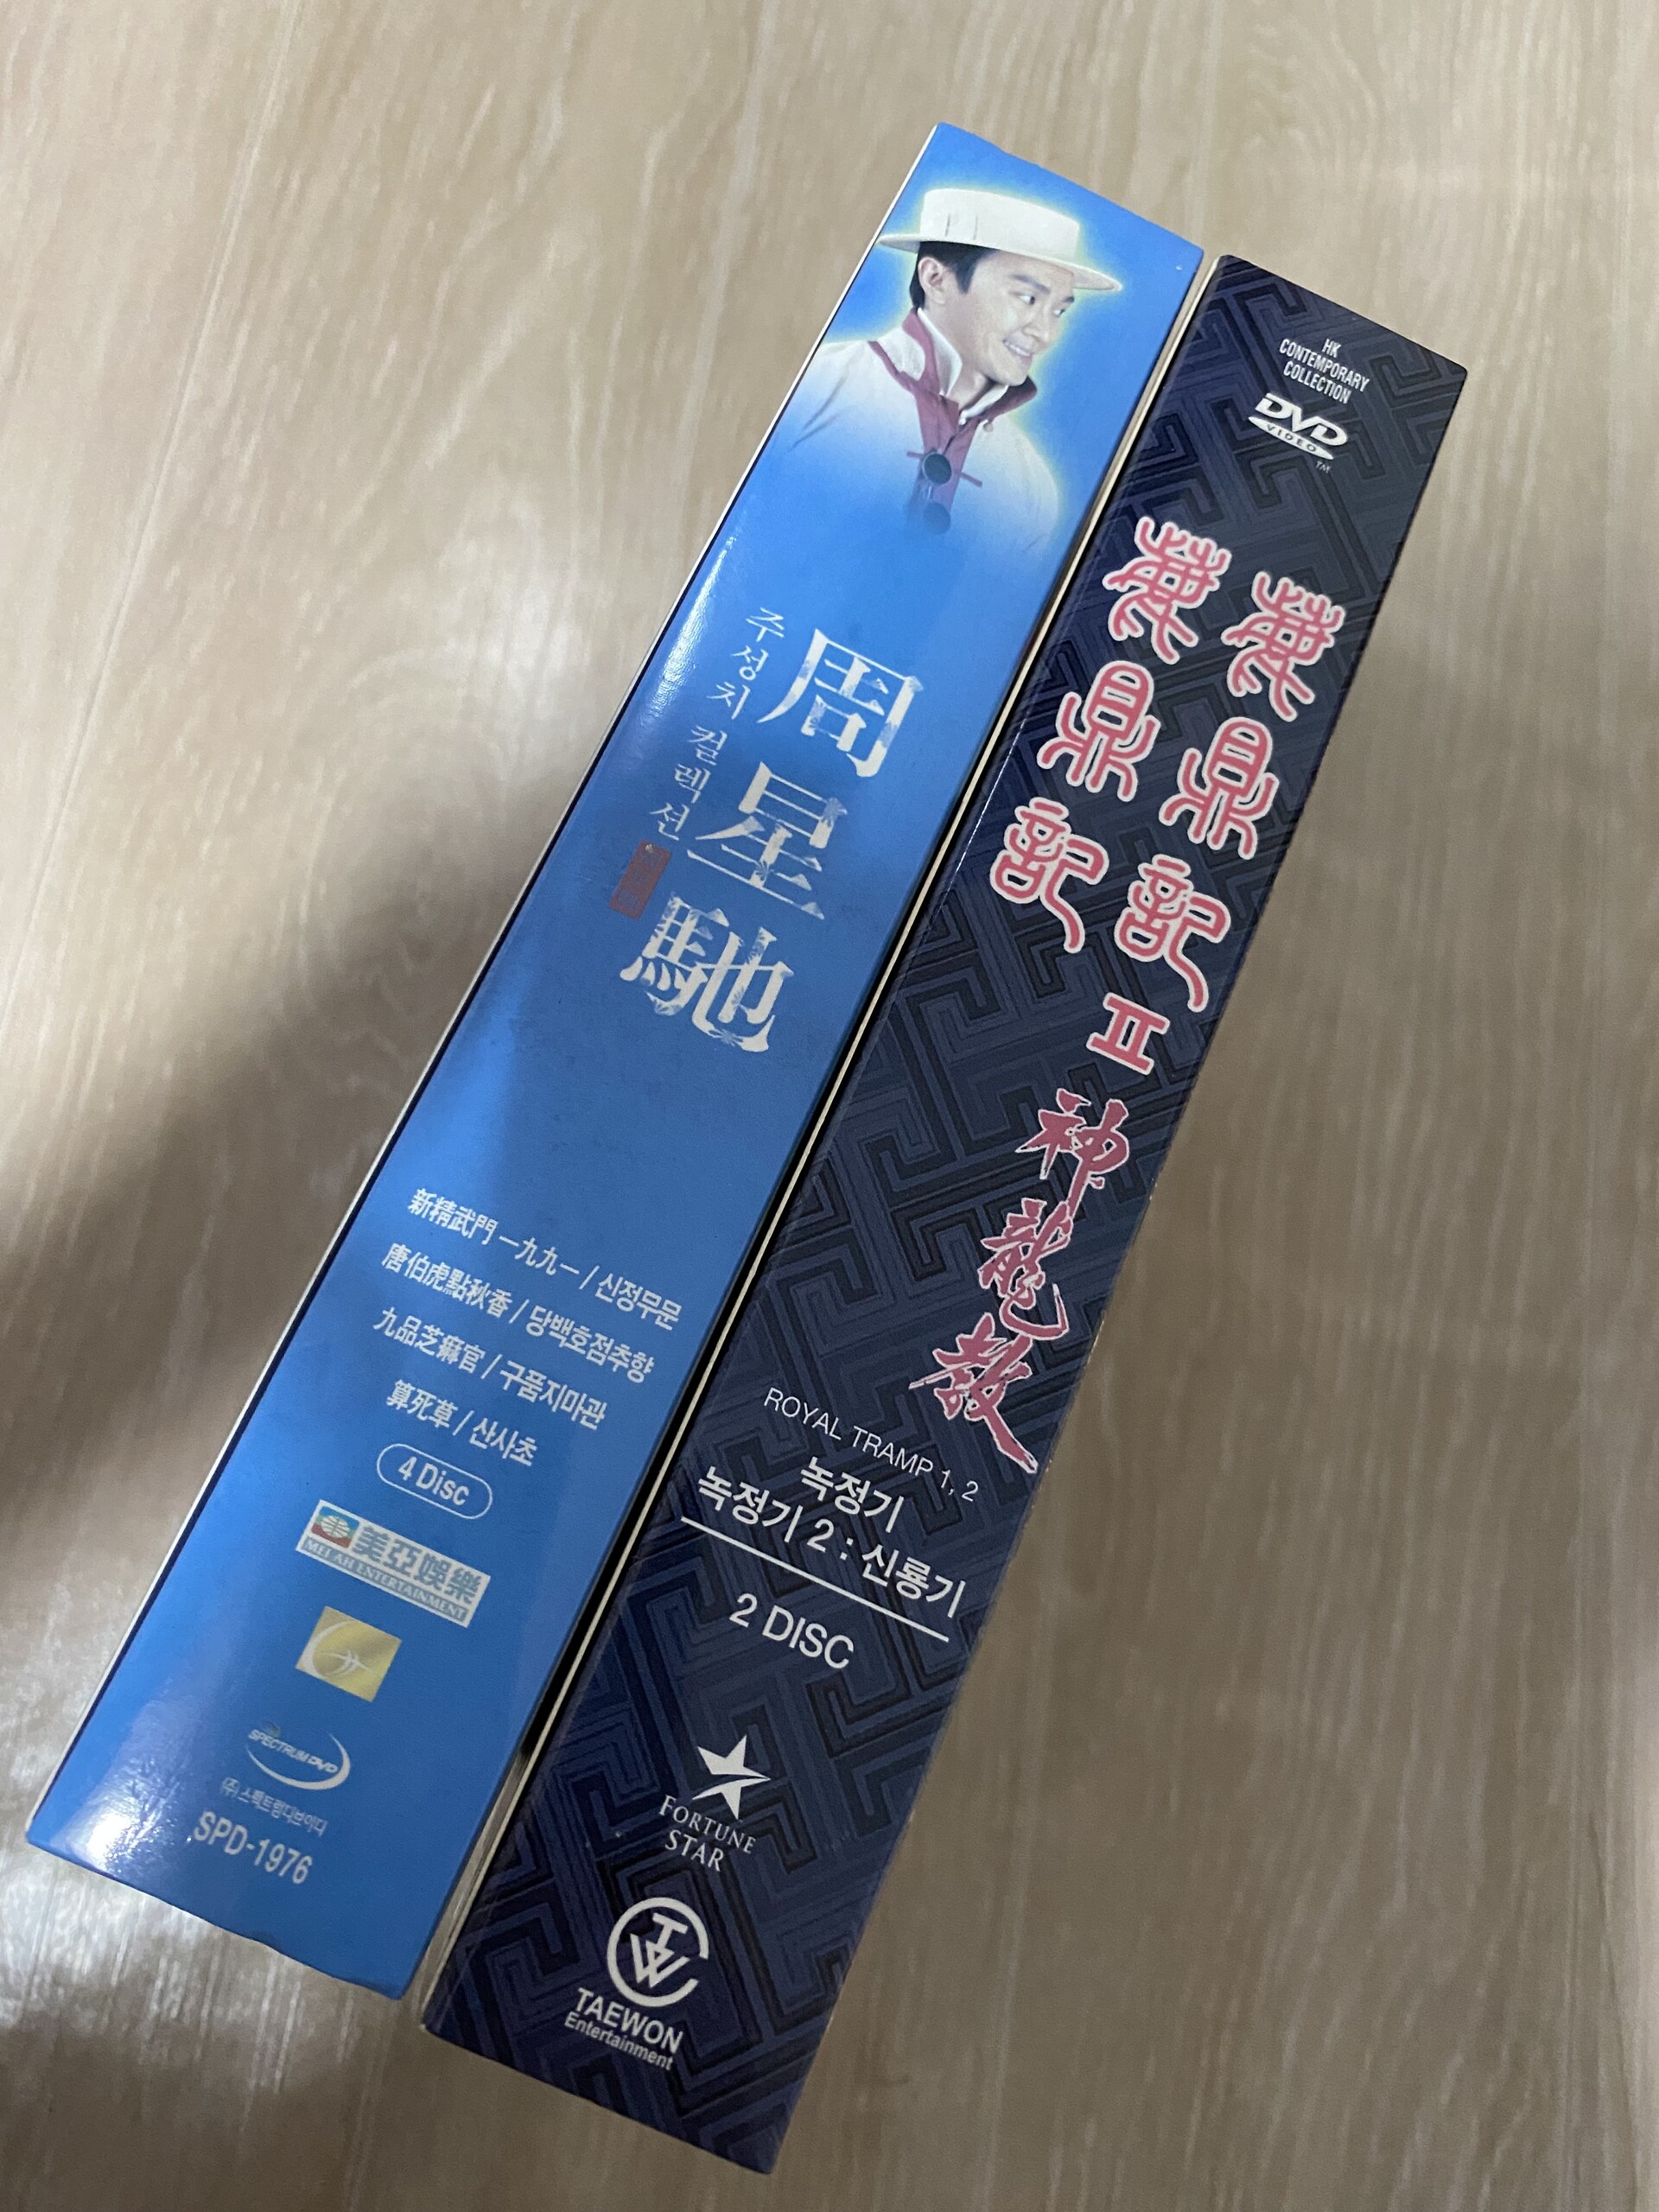 周星馳
주성치 컬렉션
新精武門一九九一 / 신정무문
唐伯虎點秋香 / 당백호점추향
九品芝麻官 / 구품지마관
算死草 / 산사초
4 Disc
美亞娛樂
MEI AH ENTERTAINMENT
SPECTRUM DVD
(주)스펙트럼디브이디
SPD-1976
HK
CONTEMPORARY
COLLECTION
DVD
VIDEO
TM
鹿鼎記
鹿鼎記 II 神龍教
ROYAL TRAMP 1, 2
녹정기
녹정기 2 : 신룡기
2 DISC
FORTUNE
STAR
TWC
TAEWON
Entertainment